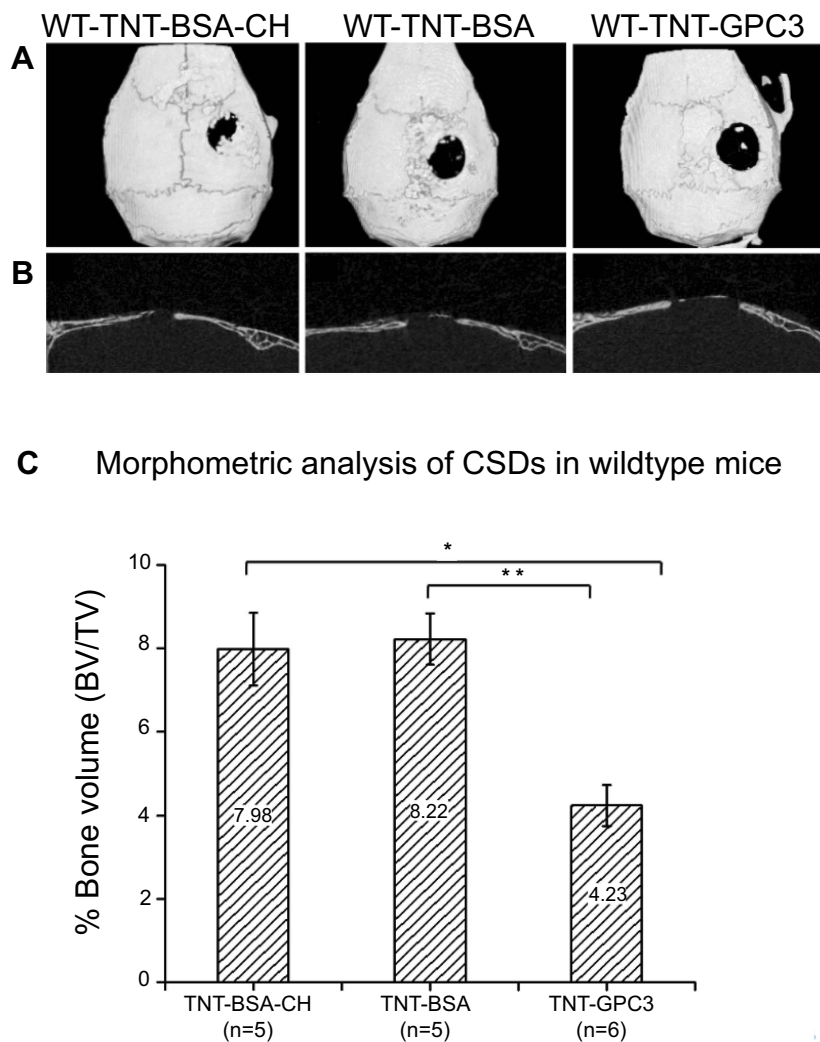 WT-TNT-BSA-CH WT-TNT-BSA WT-TNT-GPC3
A
B
C Morphometric analysis of CSDs in wildtype mice
% Bone volume (BV/TV)
10
8
6
4
2
0
*
* *
7.98
8.22
4.23
TNT-BSA-CH TNT-BSA TNT-GPC3
(n=5) (n=5) (n=6)